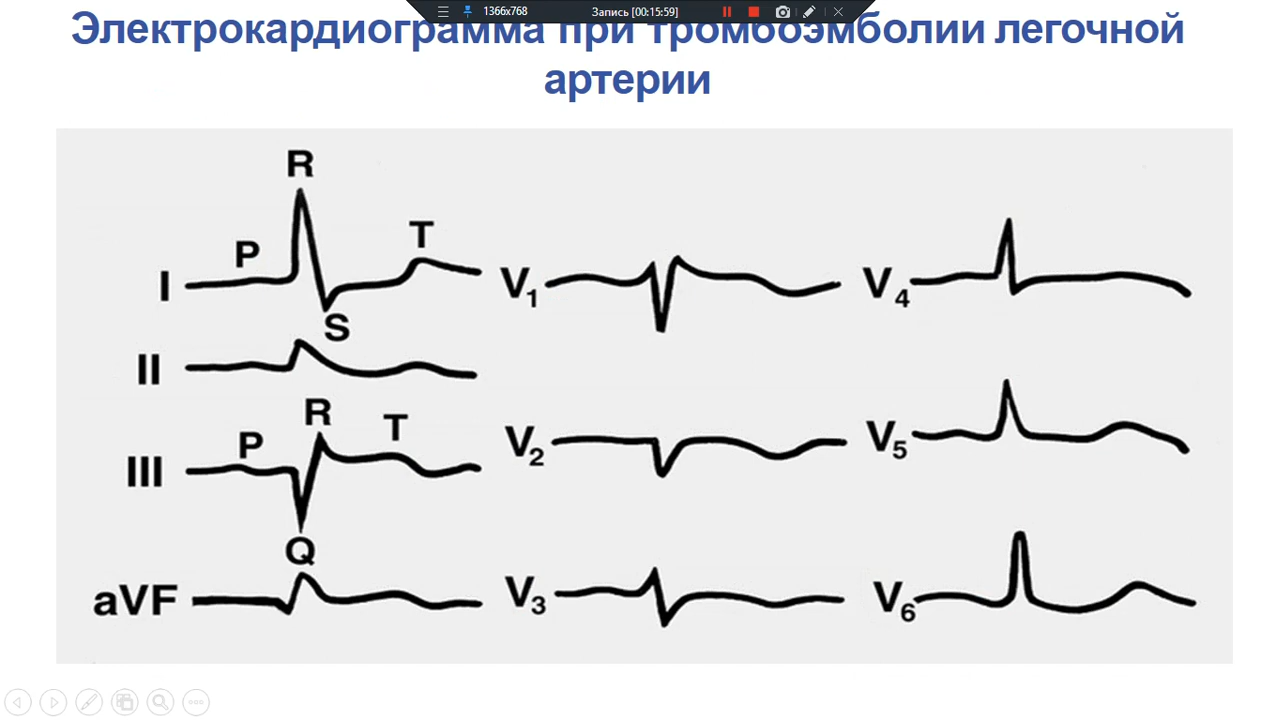 1366x768
Запись [00:15:59]
Электрокардиограмма при тромбоэмболии легочной
артерии
R
P
T
I
S
II
R
P
T
III
Q
aVF
V1
V2
V3
V4
V5
V6